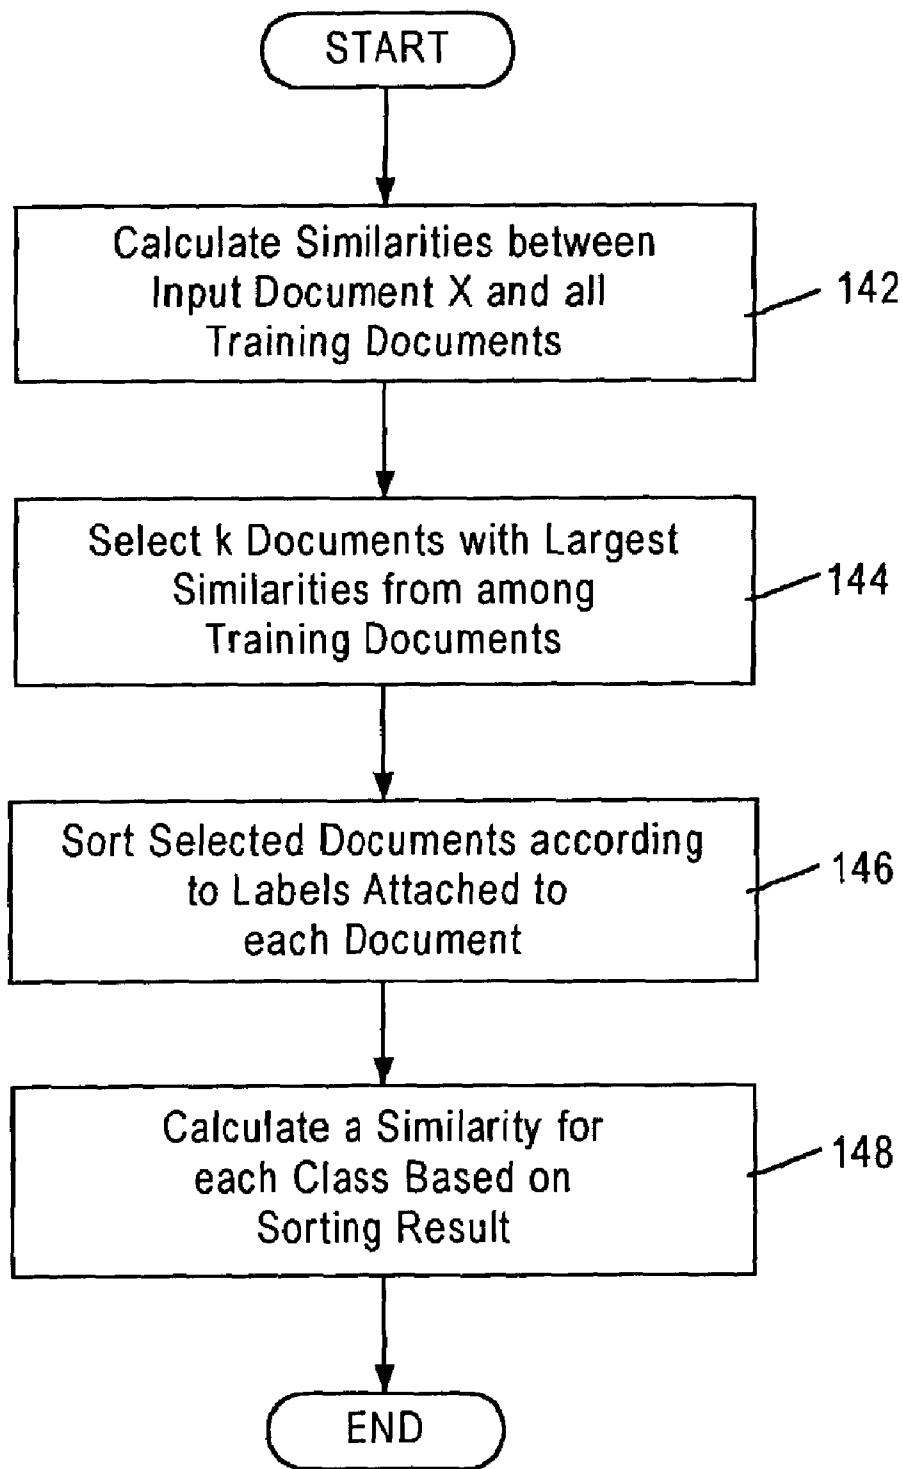 START
Calculate Similarities between
Input Document X and all
Training Documents
142
Select k Documents with Largest
Similarities from among
Training Documents
144
Sort Selected Documents according
to Labels Attached to
each Document
146
Calculate a Similarity for
each Class Based on
Sorting Result
148
END